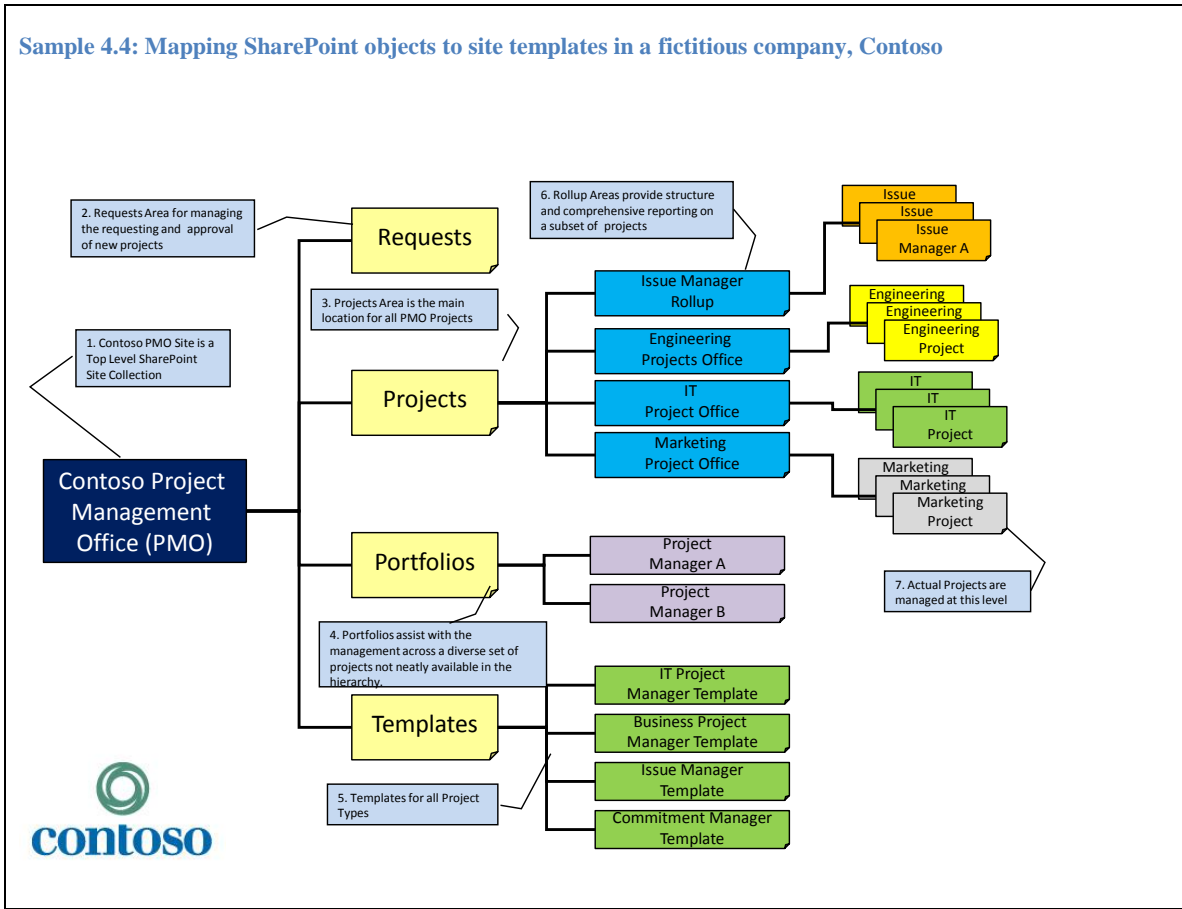 Sample 4.4: Mapping SharePoint objects to site templates in a fictitious company, Contoso
2. Requests Area for managing
the requesting and approval
of new projects
Requests
6. Rollup Areas provide structure
and comprehensive reporting on
a subset of projects
Issue
Issue
Issue
Manager A
3. Projects Area is the main
location for all PMO Projects
Issue Manager
Rollup
Engineering
Engineering
Engineering
Project
1. Contoso PMO Site is a
Top Level SharePoint
Site Collection
Engineering
Projects Office
Projects
IT
Project Office
IT
IT
IT
Project
Marketing
Project Office
Marketing
Marketing
Marketing
Project
Contoso Project
Management
Office (PMO)
Portfolios
Project
Manager A
Project
Manager B
7. Actual Projects are
managed at this level
4. Portfolios assist with the
management across a diverse set of
projects not neatly available in the
hierarchy.
Templates
IT Project
Manager Template
Business Project
Manager Template
Issue Manager
Template
Commitment Manager
Template
5. Templates for all Project
Types
contoso